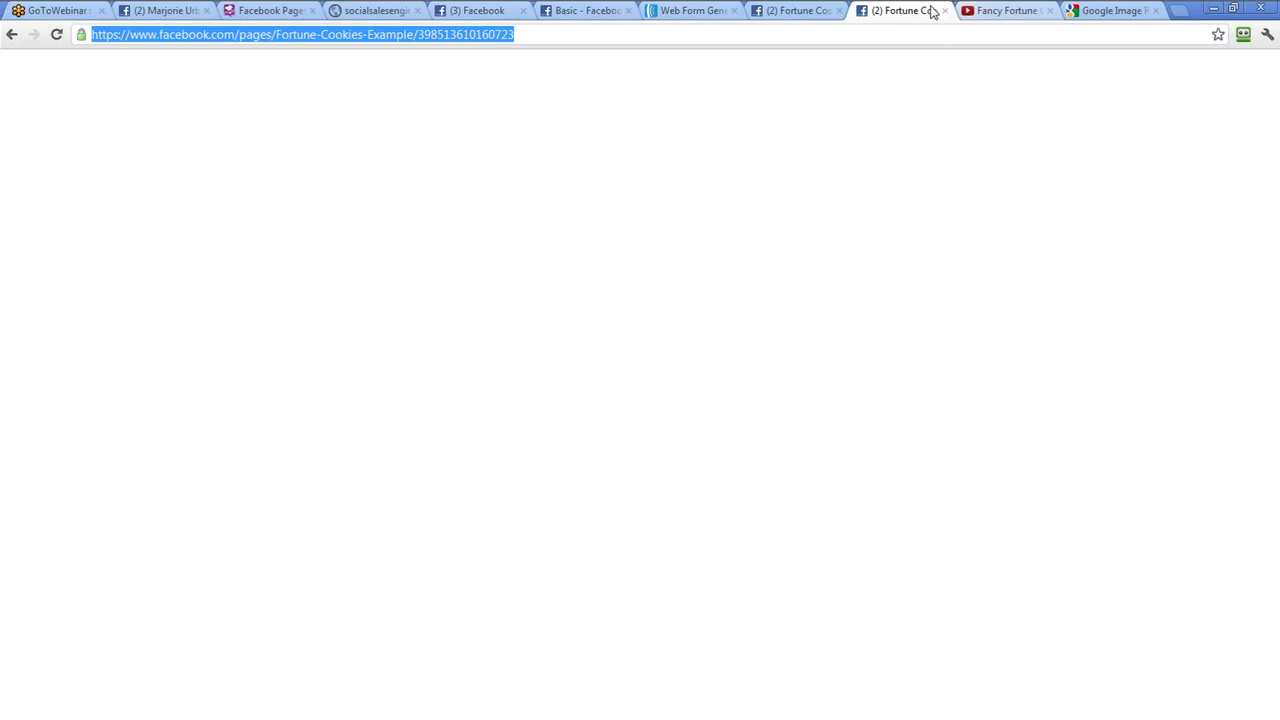 GoToWebinar
(2) Marjorie Ur
Facebook Page
socialsalesengi
(3) Facebook
Basic - Faceboo
Web Form Gen
(2) Fortune Coo
(2) Fortune Co
Fancy Fortune
Google Image R
https://www.facebook.com/pages/Fortune-Cookies-Example/398513610160723